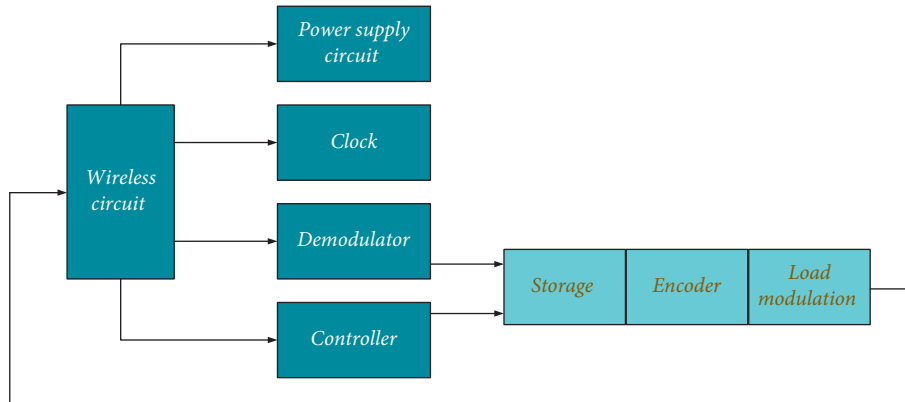 Power supply
circuit
Clock
Wireless
circuit
Demodulator
Storage
Encoder
Load
modulation
Controller